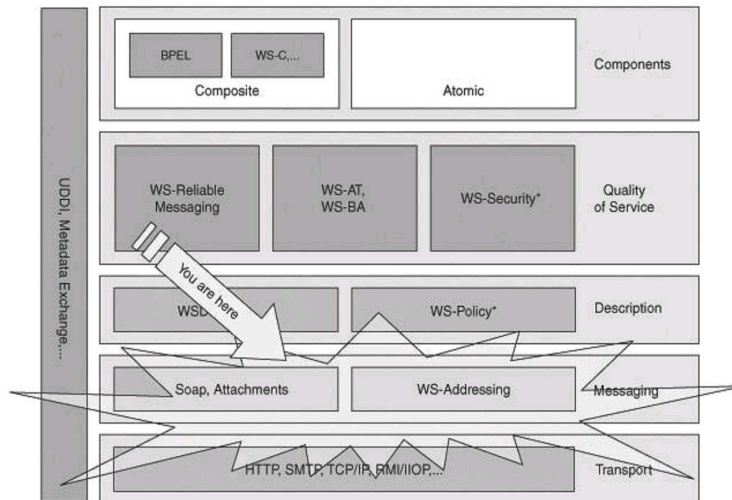 BPEL
WS-C,...
Composite
Atomic
Components
UDDI, Metadata Exchange,...
WS-Reliable
Messaging
WS-AT,
WS-BA
WS-Security*
Quality
of Service
You are here
WSD
WS-Policy*
Description
Soap, Attachments
WS-Addressing
Messaging
HTTP, SMTP, TCP/IP, RMI/IIOP,...
Transport